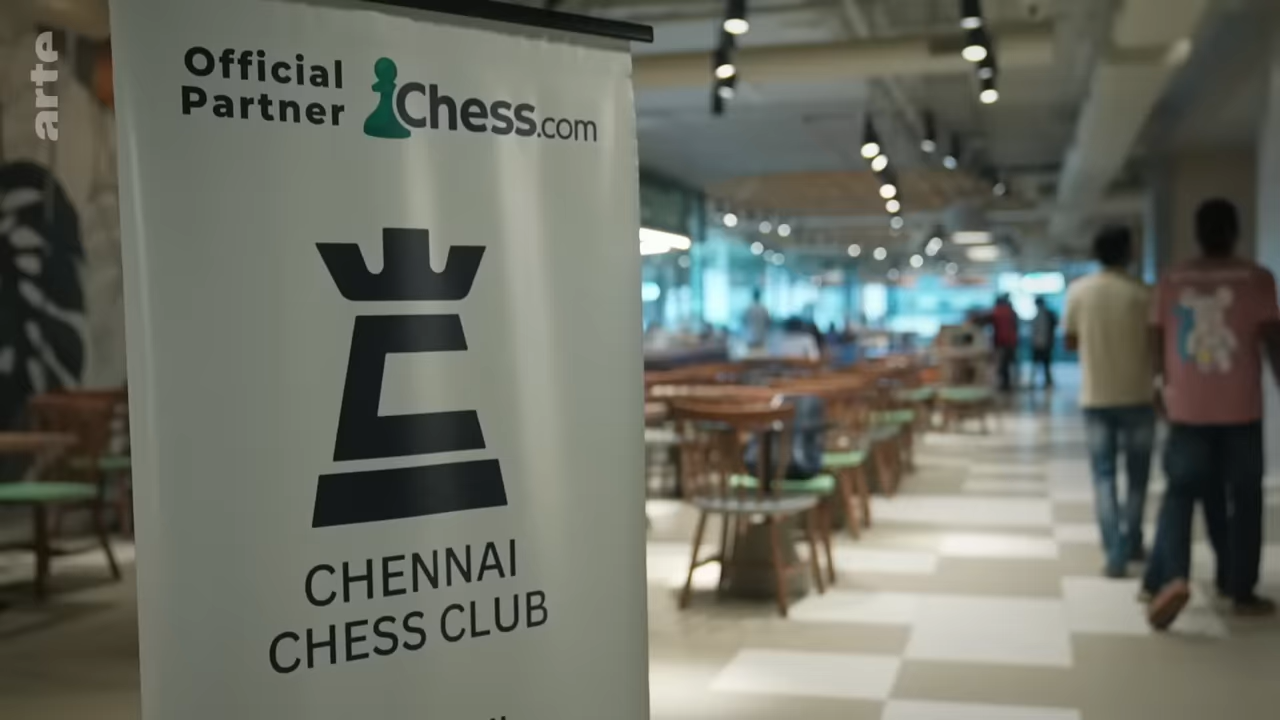 arte
Official
Partner
Chess.com
CHENNAI
CHESS CLUB